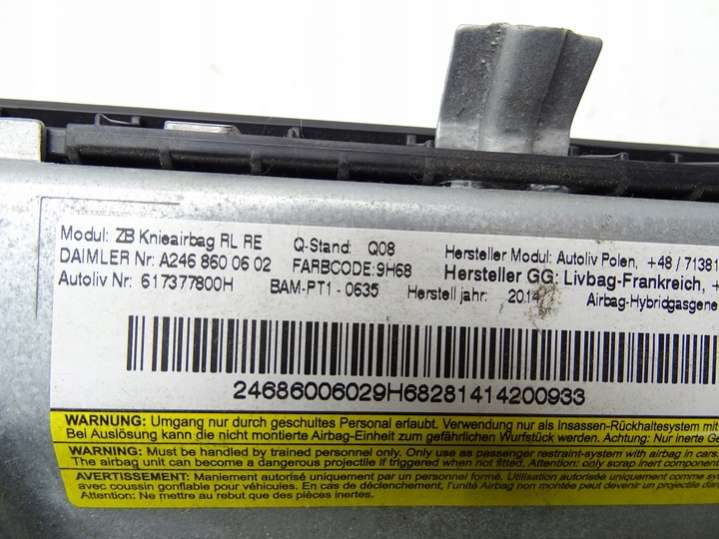 Modul: ZB Knieairbag RL RE Q-Stand: Q08 Hersteller Modul: Autoliv Polen, +48 / 71381
DAIMLER Nr: A246 860 06 02 FARBCODE:9H68 Hersteller GG: Livbag-Frankreich, +
Autoliv Nr: 617377800H BAM-PT1 - 0635 Herstell jahr: 2014 Airbag-Hybridgasgene
24686006029H68281414200933
WARNUNG: Umgang nur durch geschultes Personal erlaubt. Verwendung nur als Insassen-Rückhaltesystem mit
Bei Auslösung kann die nicht montierte Airbag-Einheit zum gefährlichen Wurfstück werden. Achtung: Nur inerte Ge
WARNING: Must be handled by trained personnel only. Only use as passenger restraint-system with airbag in cars.
The airbag unit can become a dangerous projectile if triggered when not fitted. Attention: only scrap inert component
AVERTISSEMENT: Maniement autorisé uniquement par un personnel formé. Utilisation autorisée uniquement comme sys
avec coussin gonflable pour véhicules. En cas de déclenchement, l'unité Airbag non montée peut devenir un projectile dan
Attention: Ne mettre au rebut que des pièces inertes.